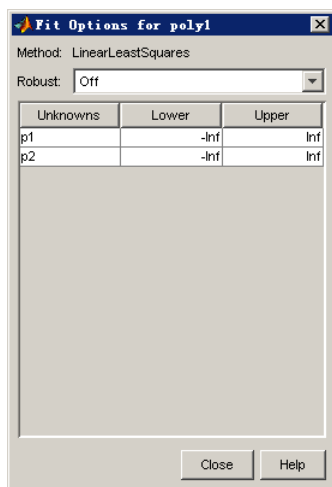 Fit Options for poly1
Method: LinearLeastSquares
Robust: Off
Unknowns Lower Upper
p1 -Inf Inf
p2 -Inf Inf
Close Help